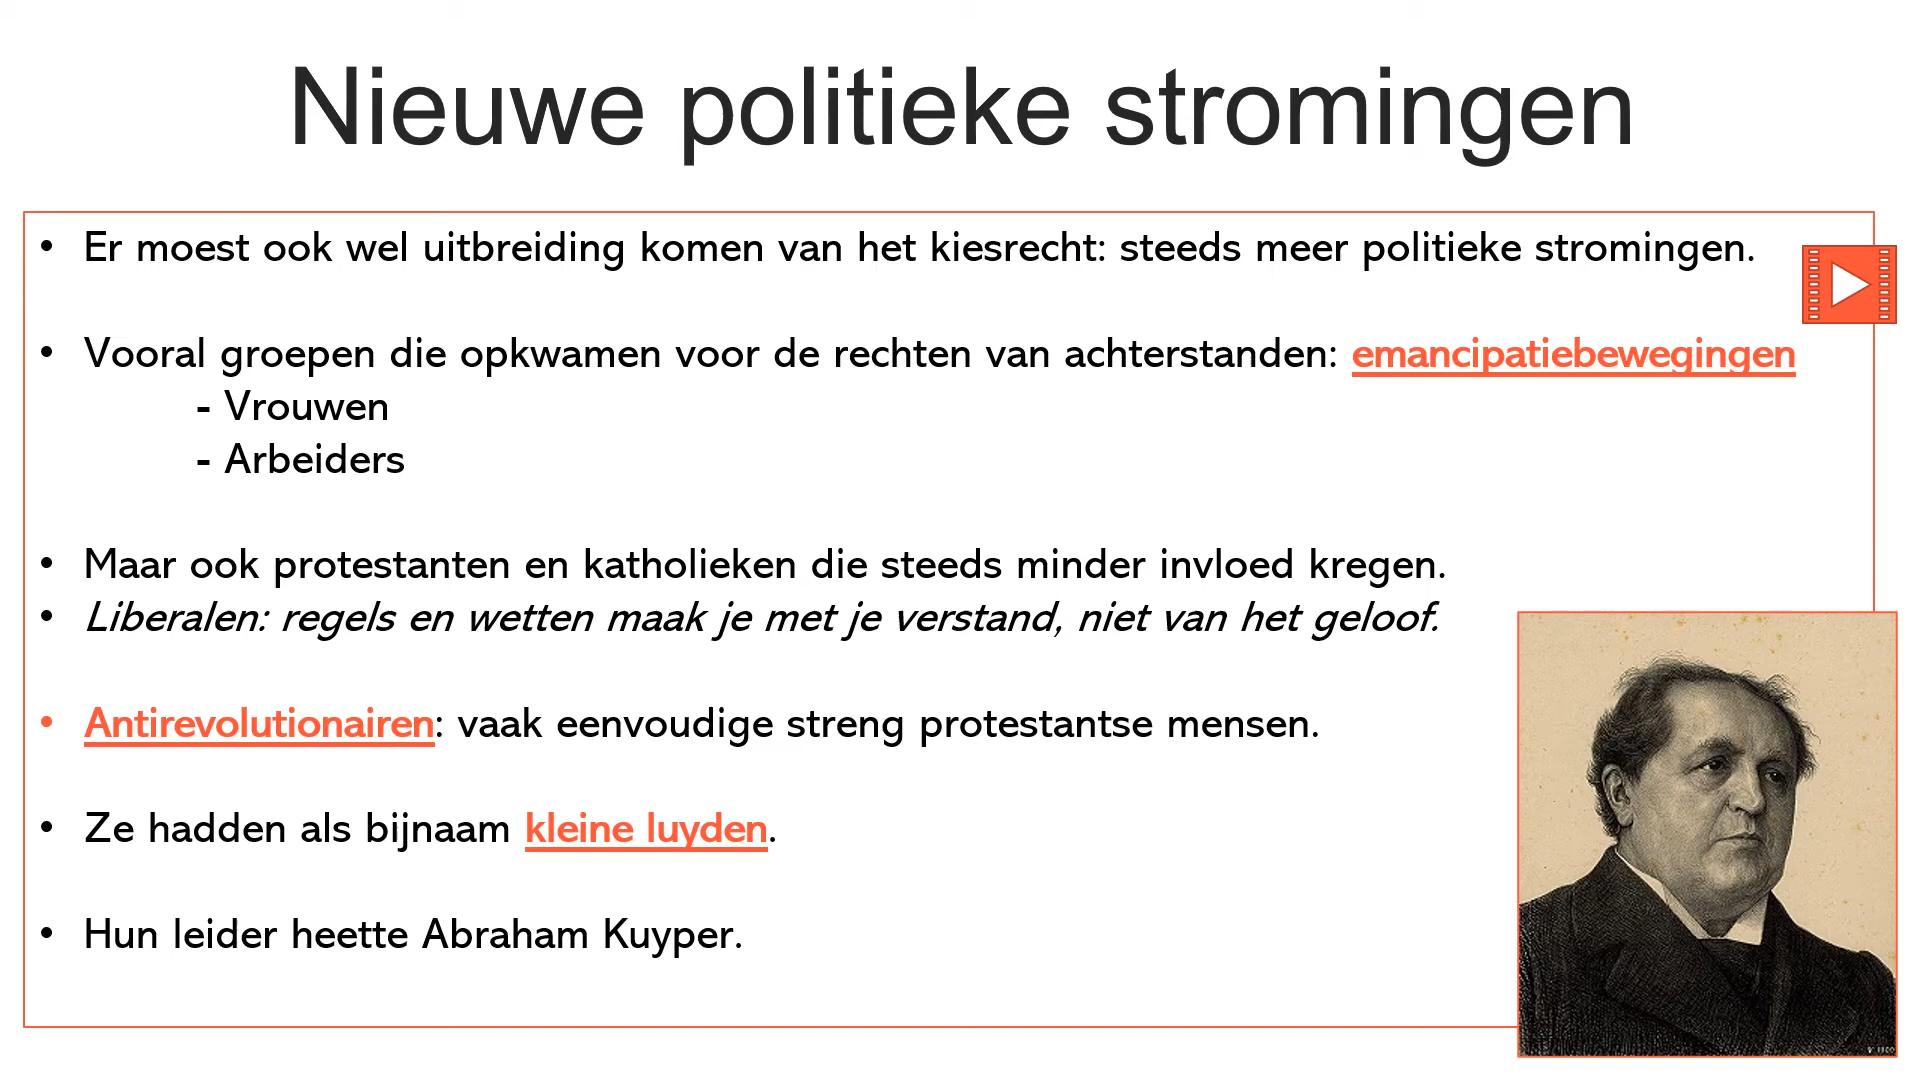 Nieuwe politieke stromingen
• Er moest ook wel uitbreiding komen van het kiesrecht: steeds meer politieke stromingen.
• Vooral groepen die opkwamen voor de rechten van achterstanden: emancipatiebewegingen
- Vrouwen
- Arbeiders
• Maar ook protestanten en katholieken die steeds minder invloed kregen.
• Liberalen: regels en wetten maak je met je verstand, niet van het geloof.
• Antirevolutionairen: vaak eenvoudige streng protestantse mensen.
• Ze hadden als bijnaam kleine luyden.
• Hun leider heette Abraham Kuyper.